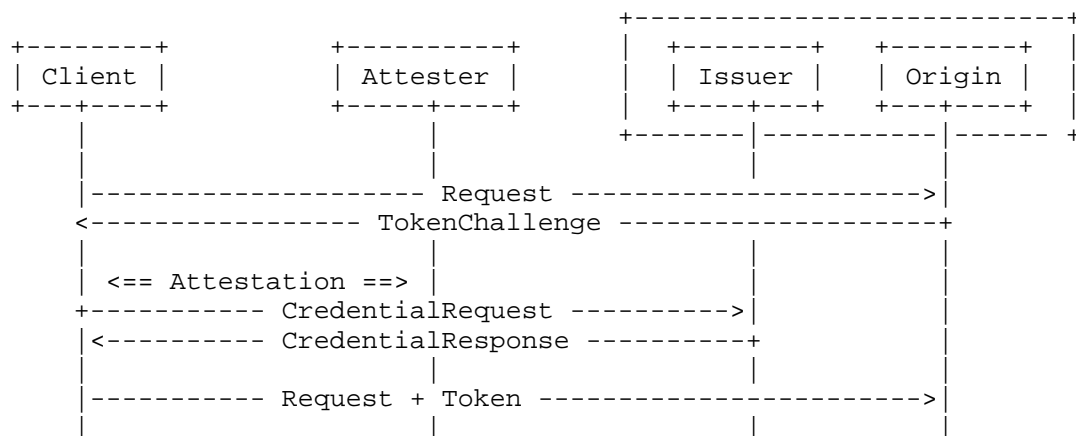 Client Attester Issuer Origin
Request
TokenChallenge
<== Attestation ==>
CredentialRequest
CredentialResponse
Request + Token